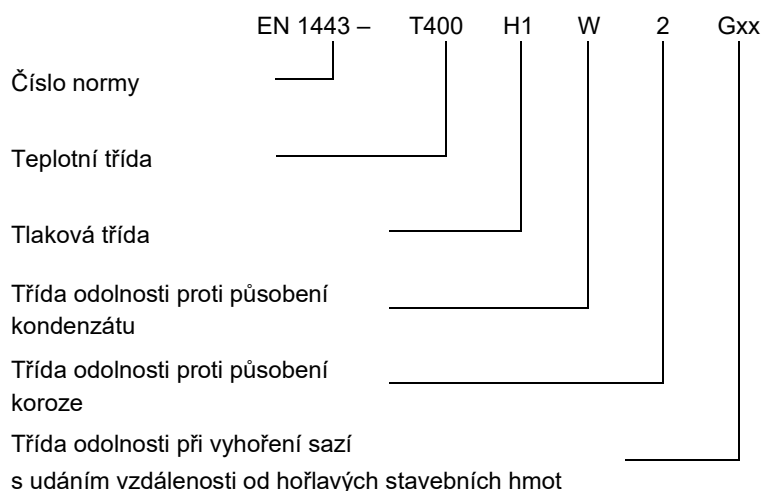 EN 1443 – T400 H1 W 2 Gxx
Číslo normy
Teplotní třída
Tlaková třída
Třída odolnosti proti působení
kondenzátu
Třída odolnosti proti působení
koroze
Třída odolnosti při vyhoření sazí
s udáním vzdálenosti od hořlavých stavebních hmot